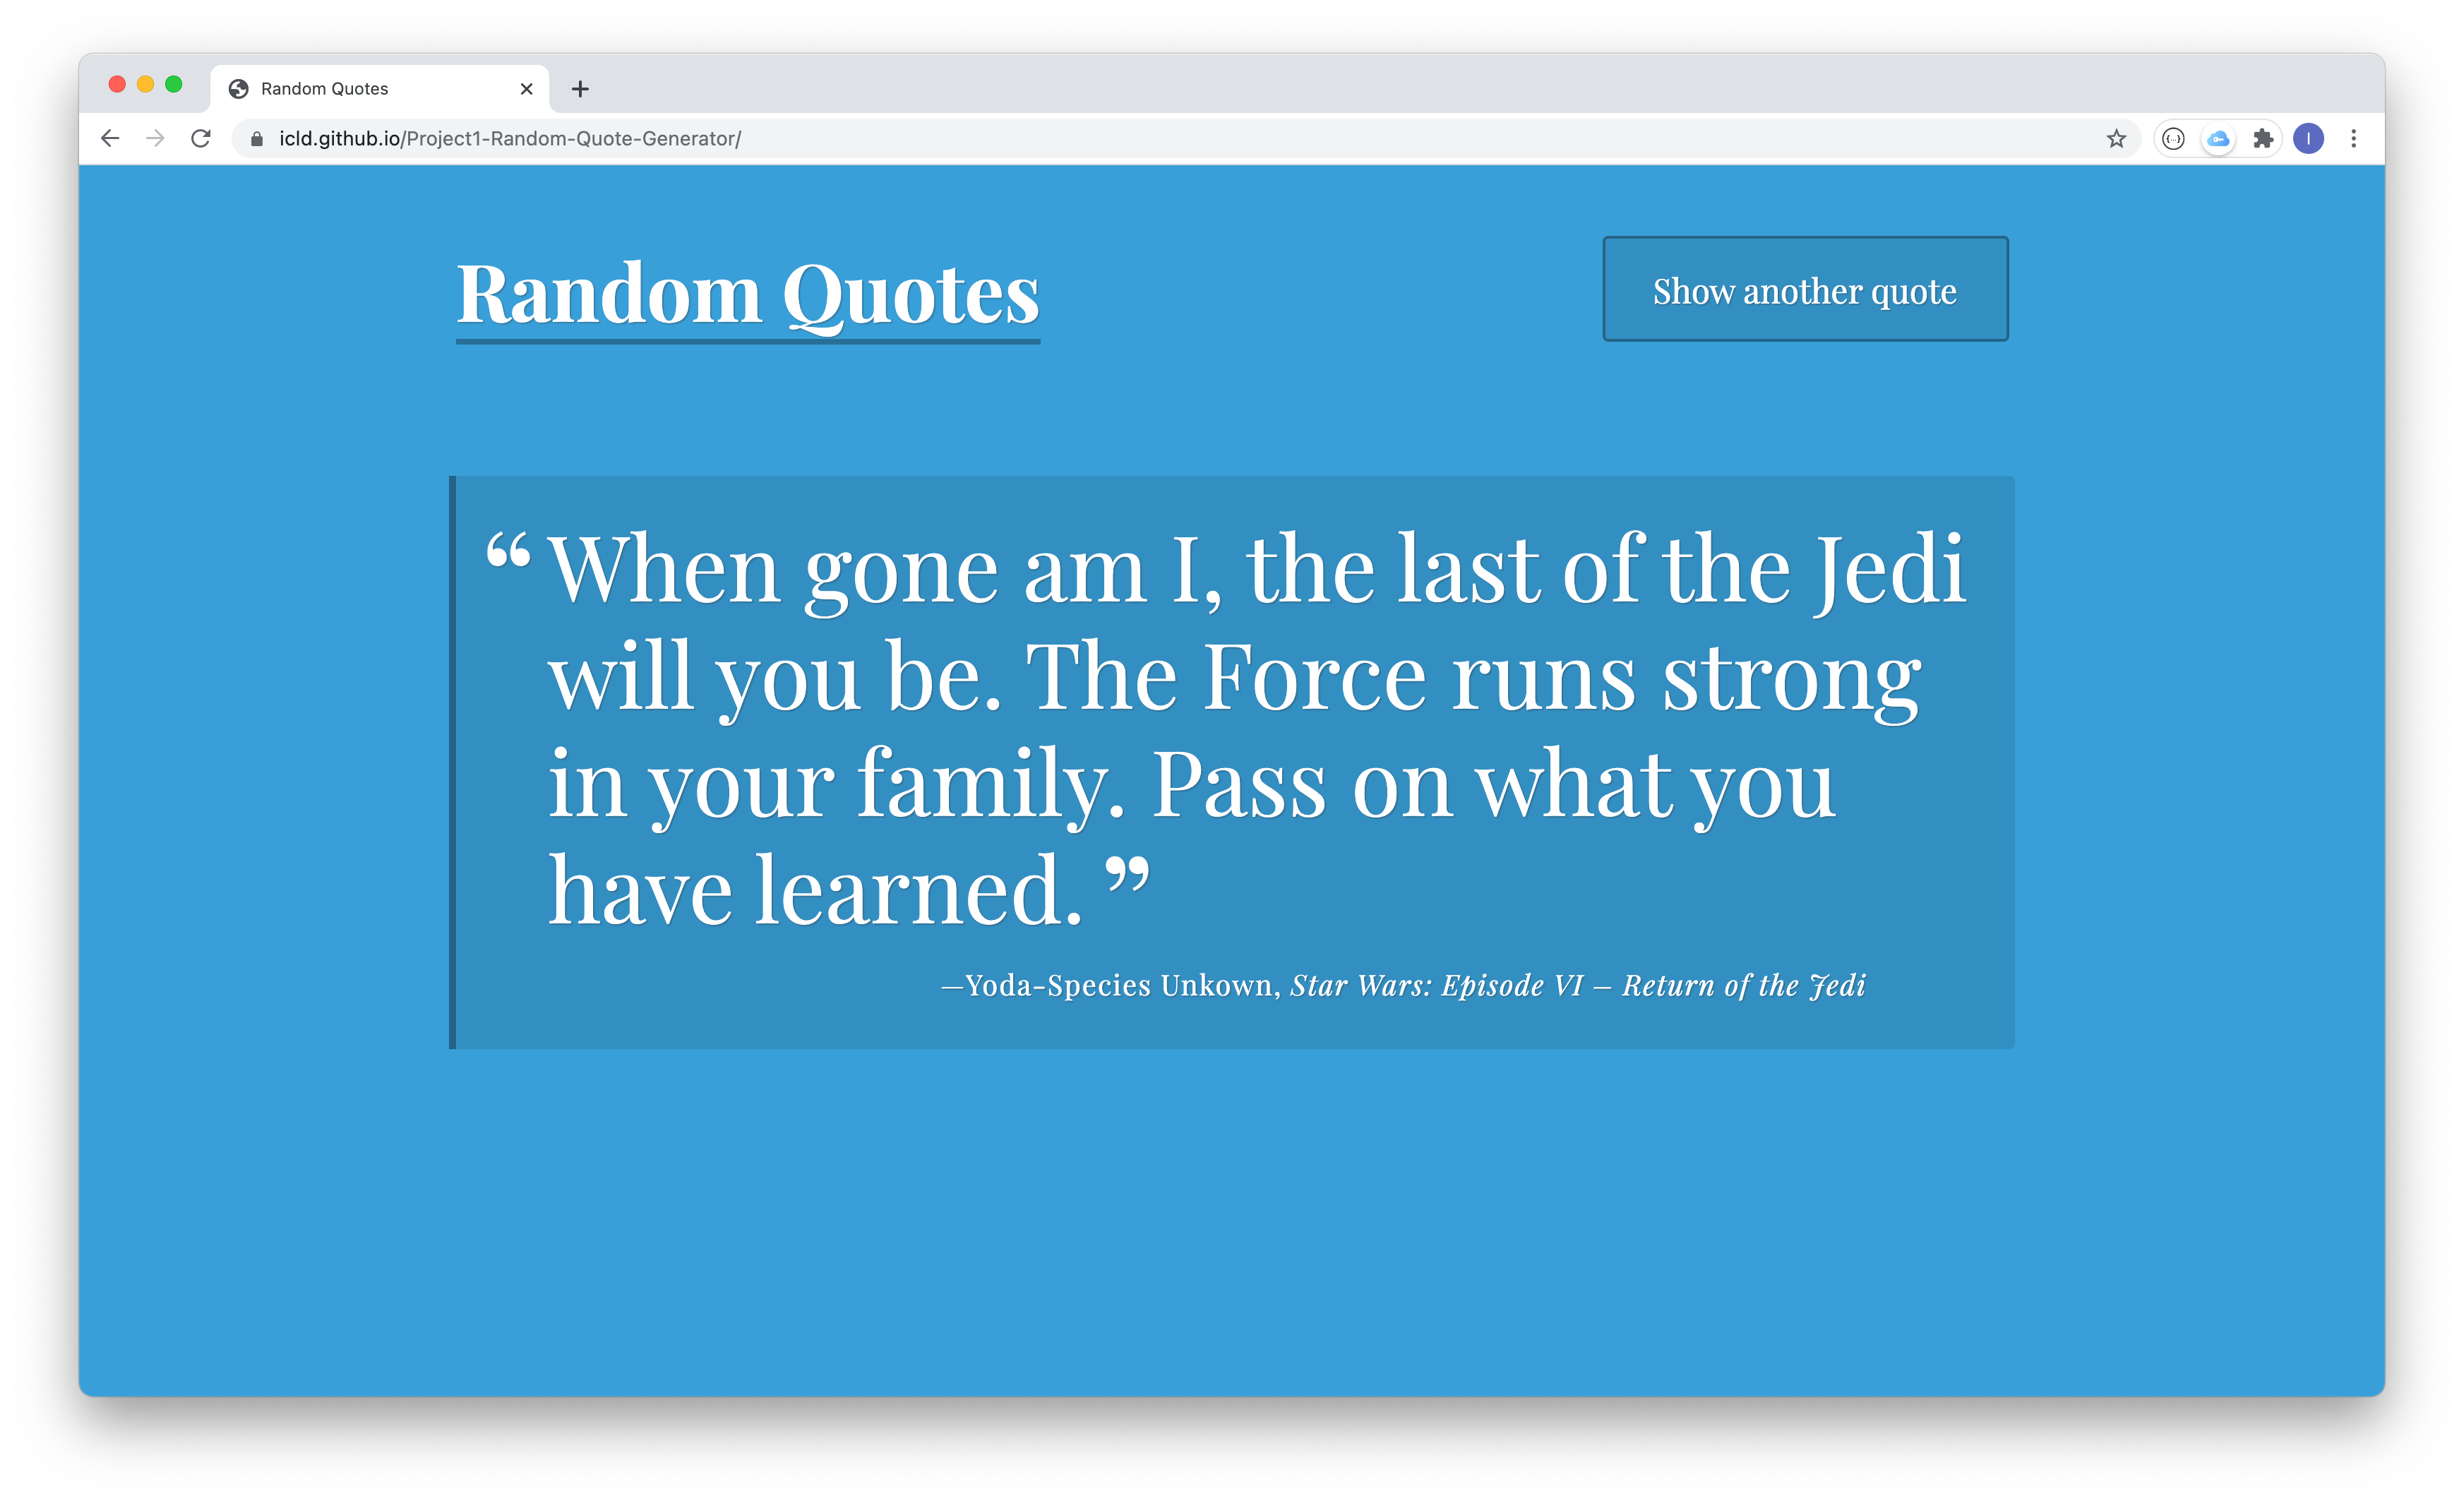 Random Quotes
icld.github.io/Project1-Random-Quote-Generator/
I
Random Quotes
Show another quote
“ When gone am I, the last of the Jedi
will you be. The Force runs strong
in your family. Pass on what you
have learned. ”
—Yoda-Species Unkown, Star Wars: Episode VI – Return of the Jedi